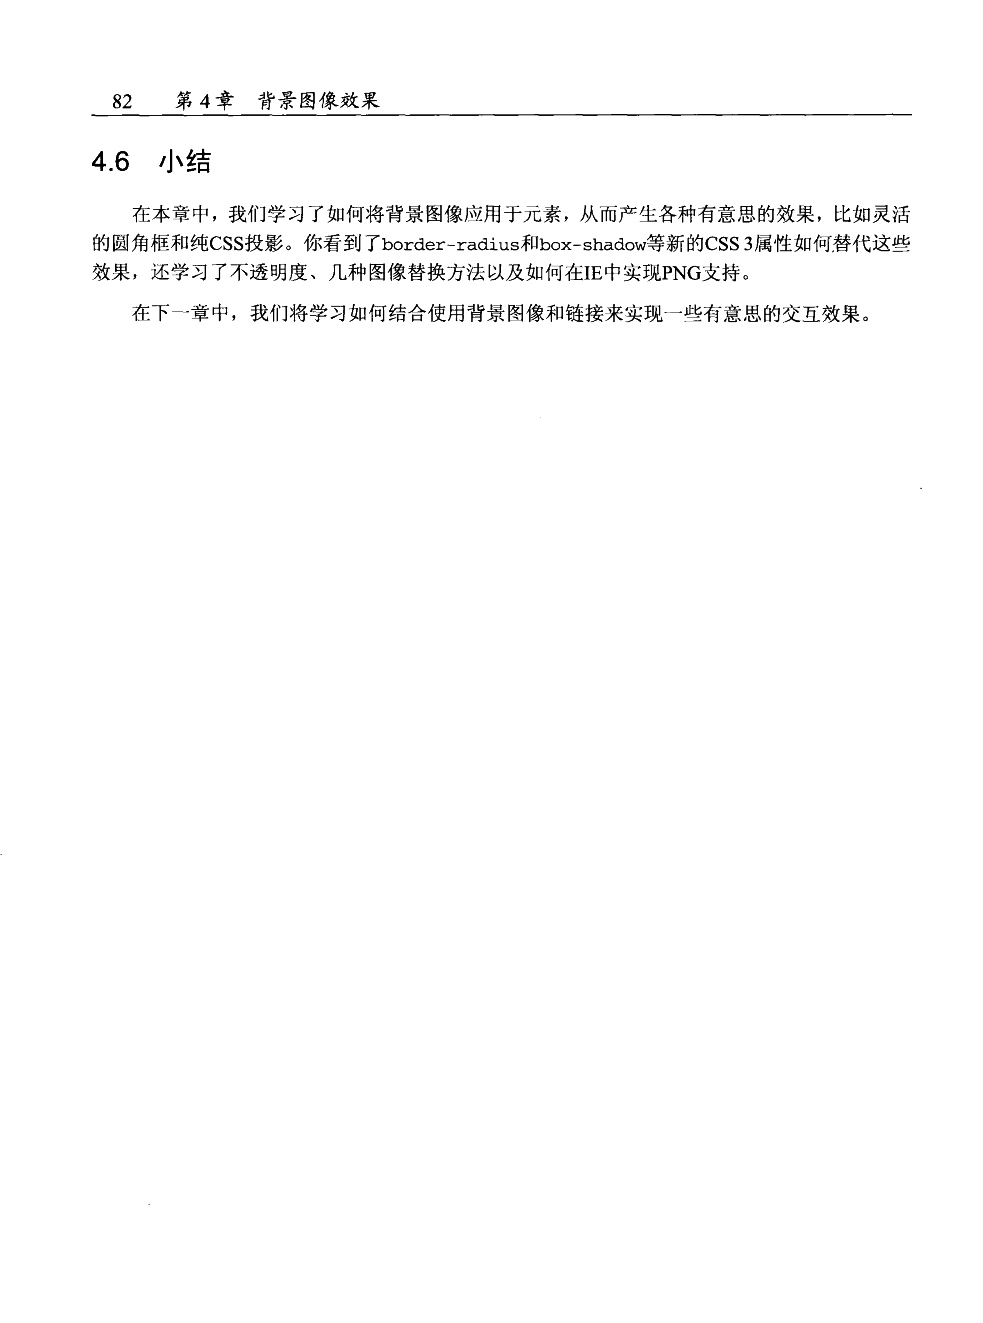 82 第4章 背景图像效果
4.6 小结
在本章中，我们学习了如何将背景图像应用于元素，从而产生各种有意思的效果，比如灵活
的圆角框和纯CSS投影。你看到了border-radius和box-shadow等新的CSS 3属性如何替代这些
效果，还学习了不透明度、几种图像替换方法以及如何在IE中实现PNG支持。
在下一章中，我们将学习如何结合使用背景图像和链接来实现一些有意思的交互效果。